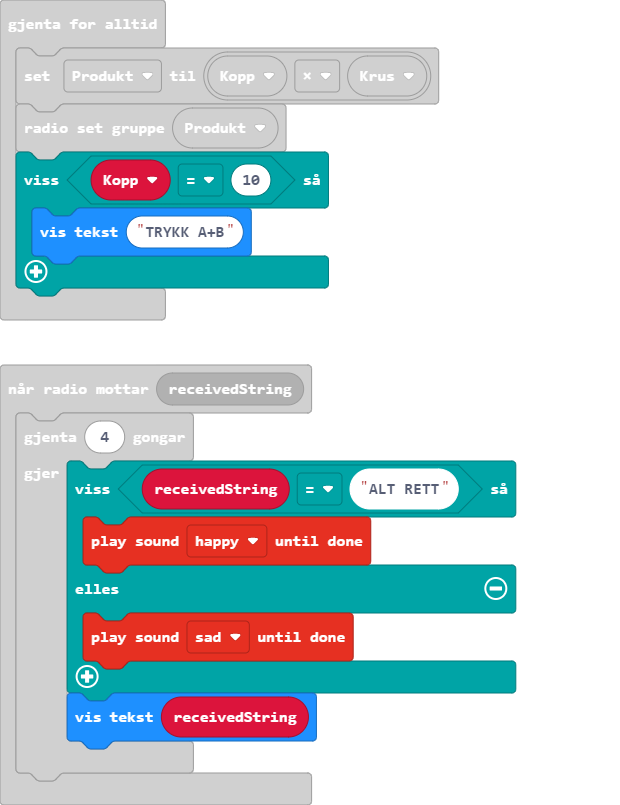 gjenta for alltid
set Produkt til Kopp × Krus
radio set gruppe Produkt
viss Kopp = 10 så
vis tekst "TRYKK A+B"
når radio mottar receivedString
gjenta 4 gongar
gjer
viss receivedString = "ALT RETT" så
play sound happy until done
elles
play sound sad until done
vis tekst receivedString